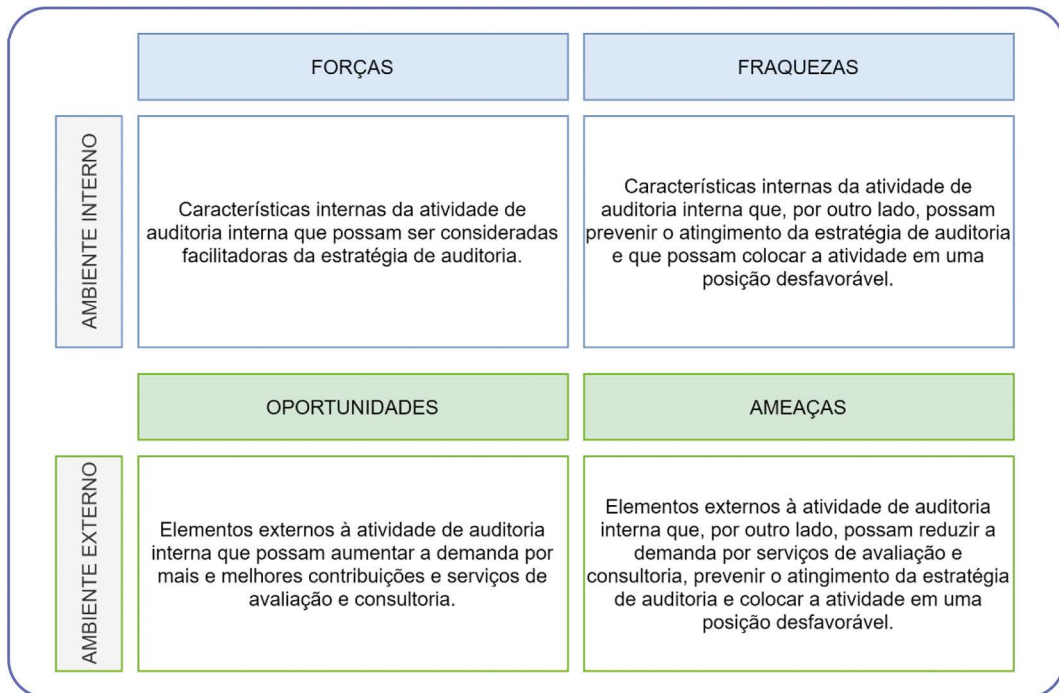 FORÇAS
FRAQUEZAS
AMBIENTE INTERNO
Características internas da atividade de
auditoria interna que possam ser consideradas
facilitadoras da estratégia de auditoria.
Características internas da atividade de
auditoria interna que, por outro lado, possam
prevenir o atingimento da estratégia de auditoria
e que possam colocar a atividade em uma
posição desfavorável.
OPORTUNIDADES
AMEAÇAS
AMBIENTE EXTERNO
Elementos externos à atividade de auditoria
interna que possam aumentar a demanda por
mais e melhores contribuições e serviços de
avaliação e consultoria.
Elementos externos à atividade de auditoria
interna que, por outro lado, possam reduzir a
demanda por serviços de avaliação e
consultoria, prevenir o atingimento da estratégia
de auditoria e colocar a atividade em uma
posição desfavorável.